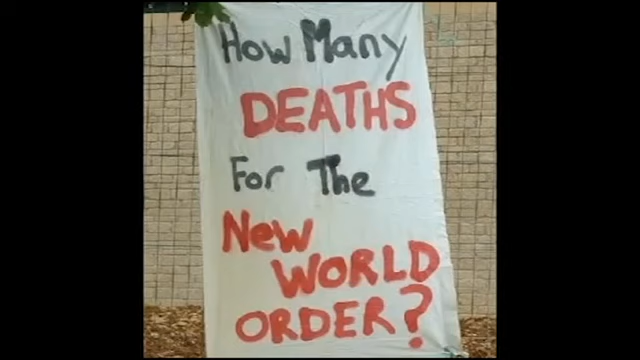 How Many
DEATHS
For The
New
WORLD
ORDER?